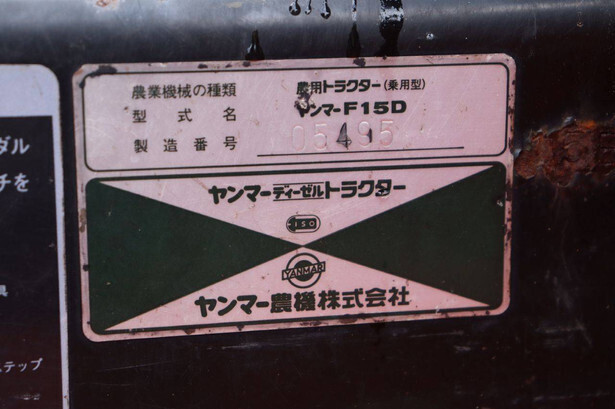 農業機械の種類 農用トラクター(乗用型)
型式名 ヤンマーF15D
製造番号 05495
ヤンマーディーゼルトラクター
ISO
YANMAR
ヤンマー農機株式会社
ダル
チを
具
ステップ